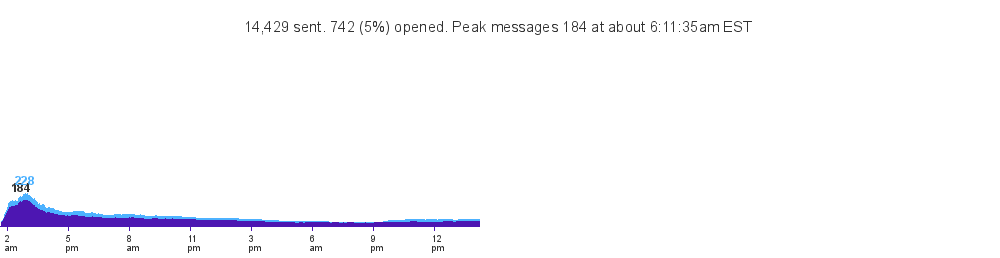 14,429 sent. 742 (5%) opened. Peak messages 184 at about 6:11:35am EST
228
184
2 5 8 11 3 6 9 12
am pm am pm pm am pm pm